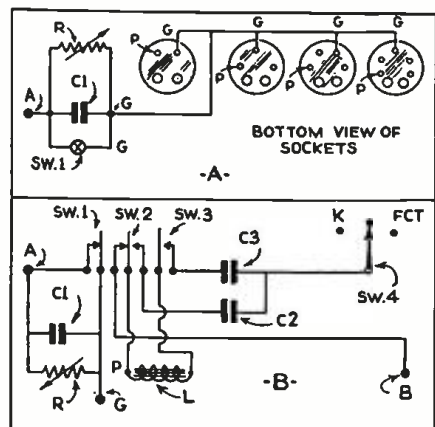 R
G
G
G
G
P
P
P
P
C1
A
G
SW.1
G
BOTTOM VIEW OF
SOCKETS
-A-
SW.1
SW.2
SW.3
K
FCT
A
C3
SW.4
C1
C2
P
R
G
L
-B-
B